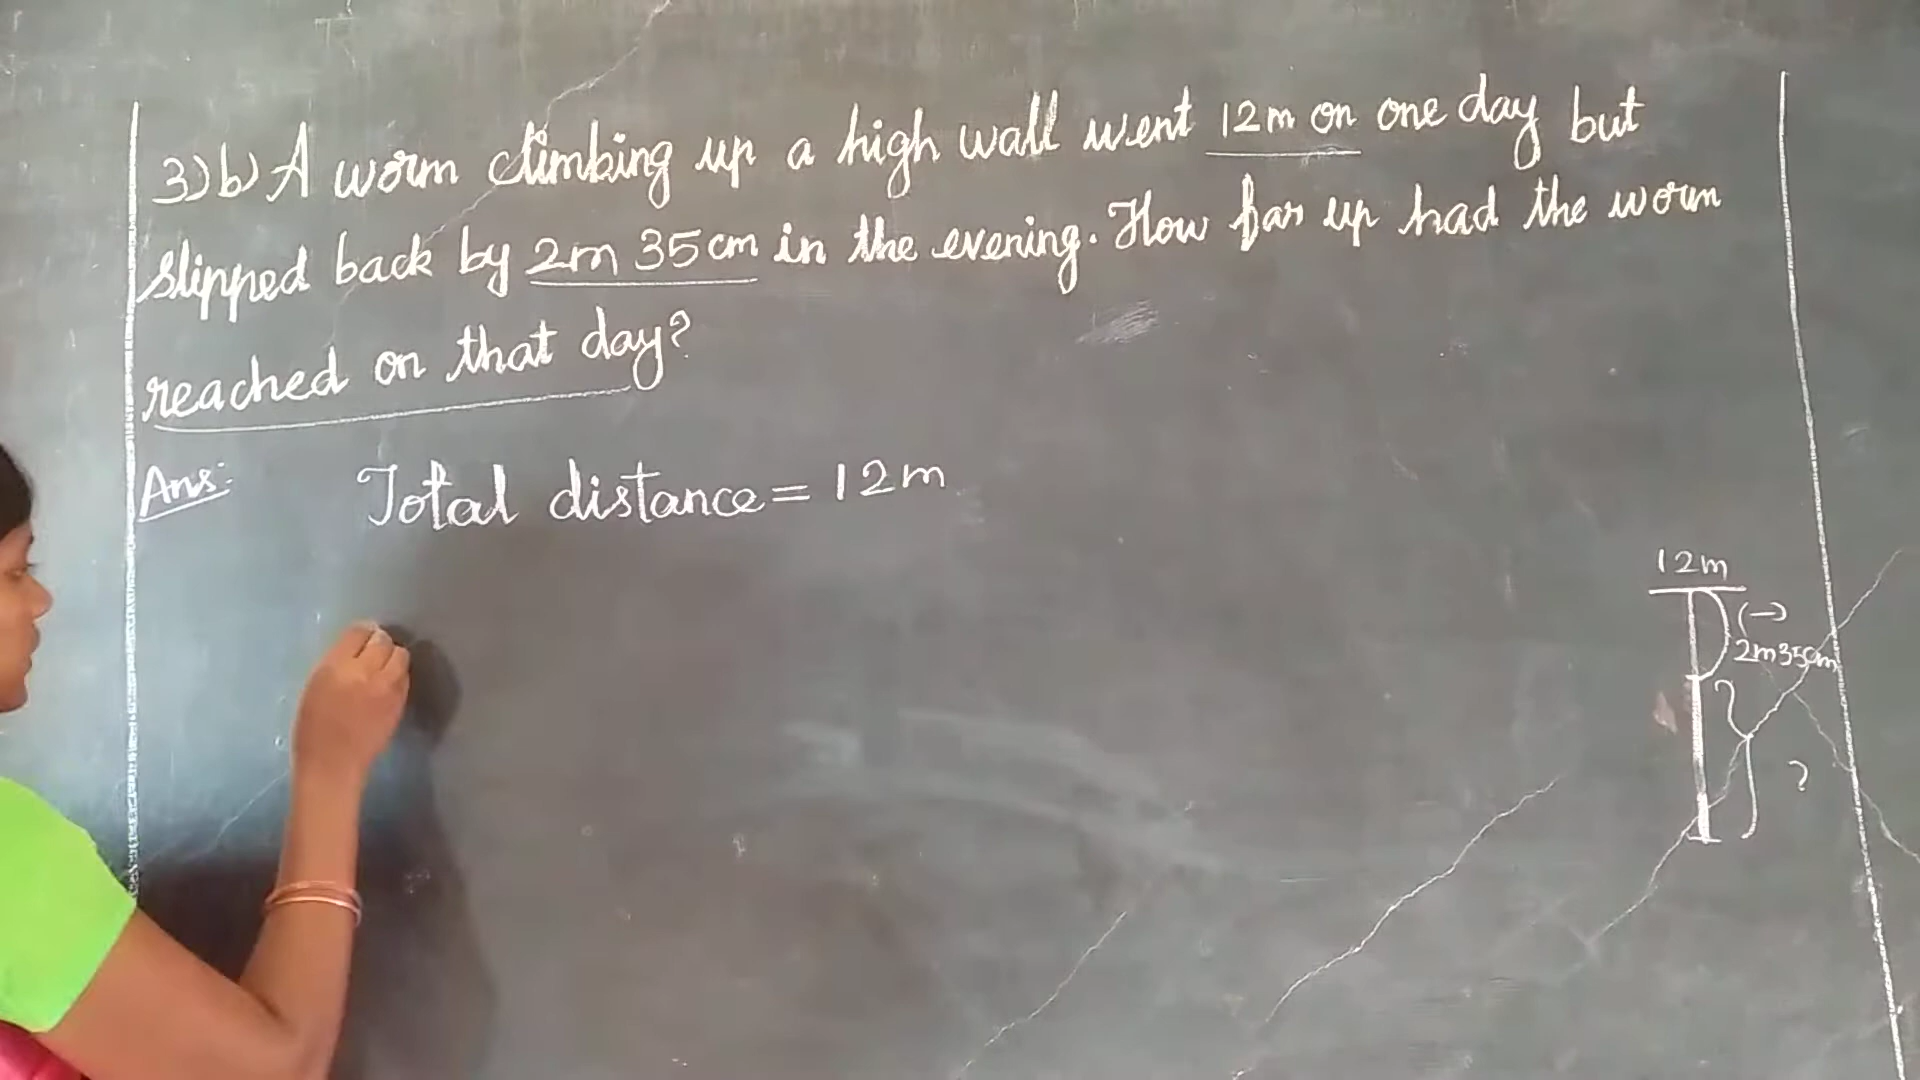 3)b) A worm climbing up a high wall went 12m on one day but
slipped back by 2m 35cm in the evening. How far up had the worm
reached on that day?
Ans:- Total distance = 12m
12m
(-)
2m35cm
?